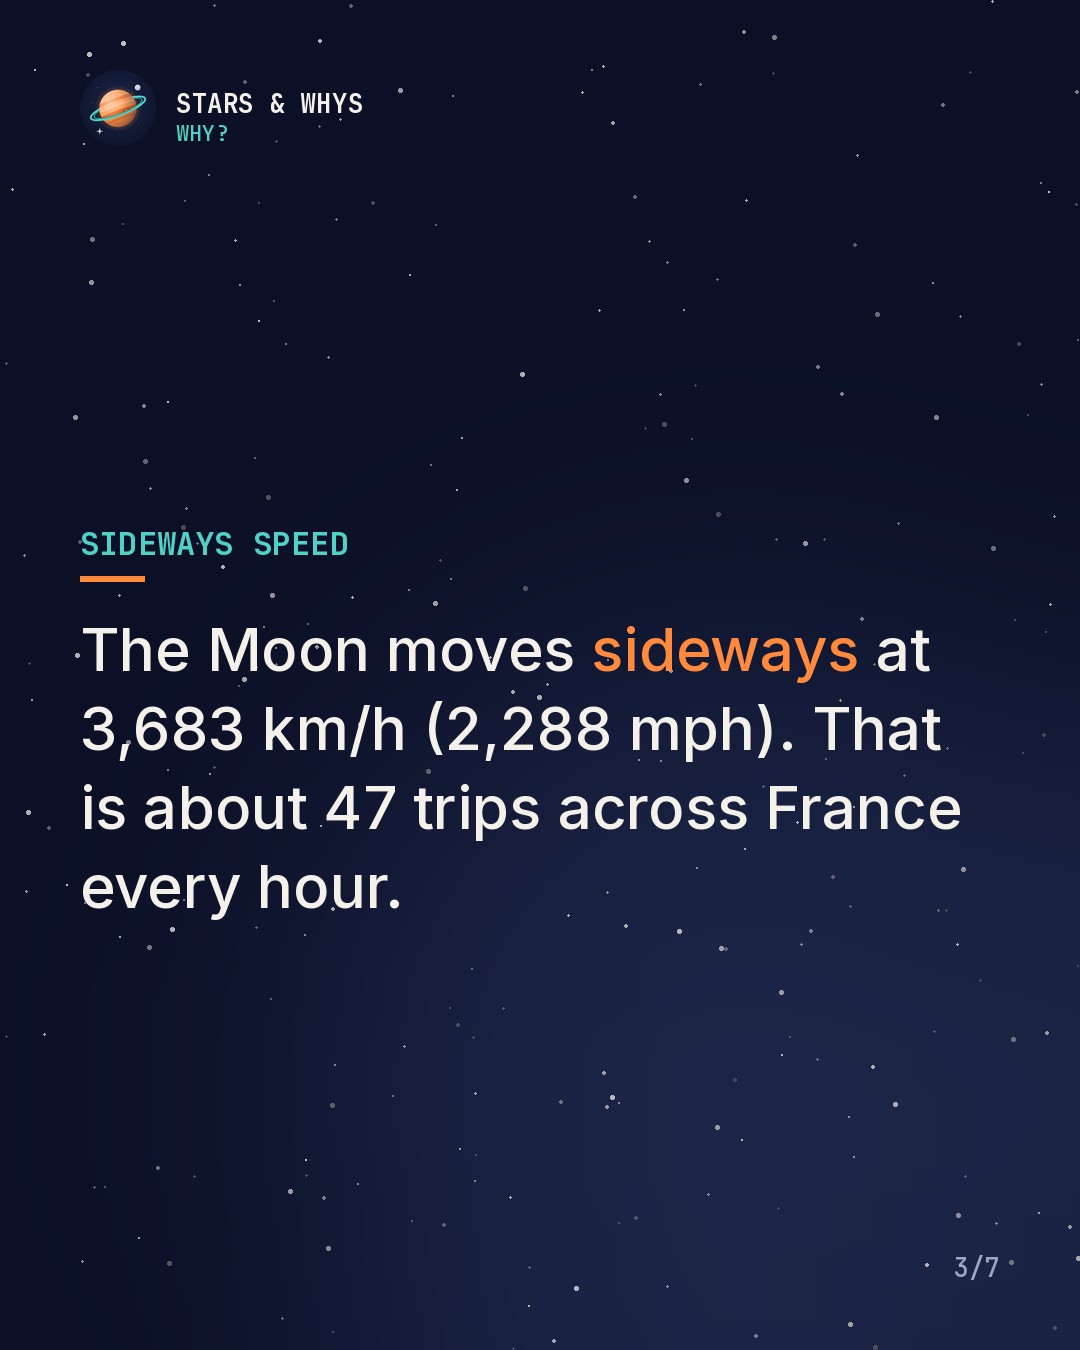 STARS & WHYS
WHY?
SIDEWAYS SPEED
The Moon moves sideways at
3,683 km/h (2,288 mph). That
is about 47 trips across France
every hour.
3/7